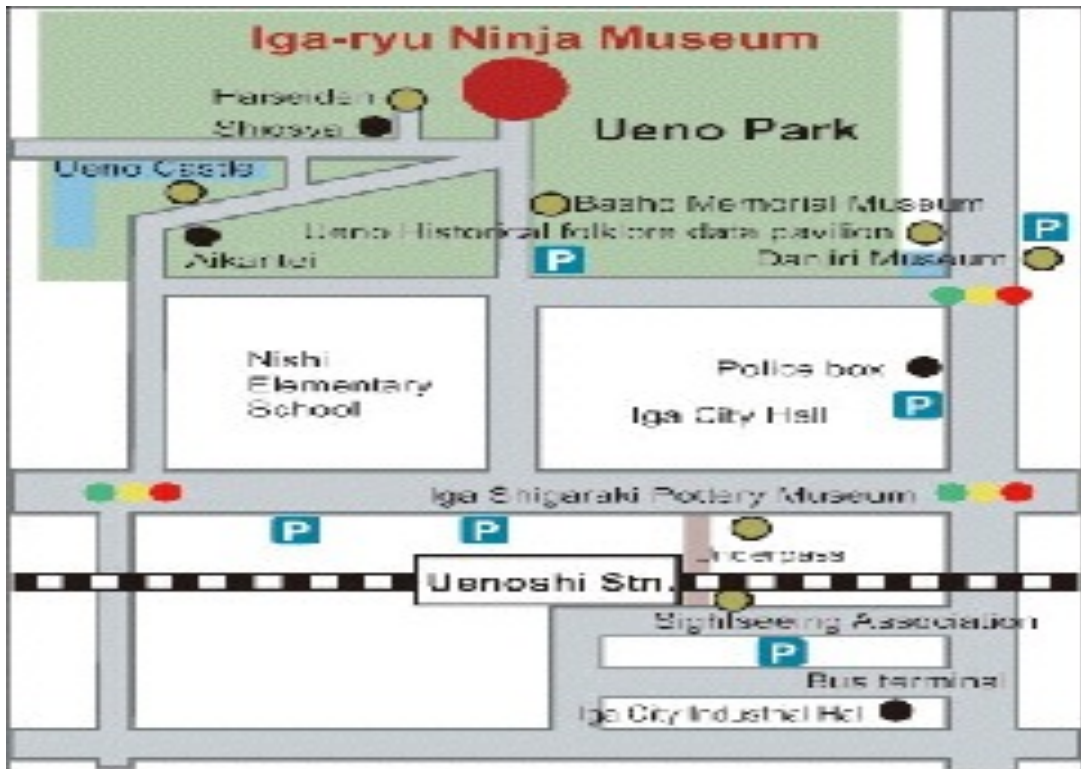 Iga-ryu Ninja Museum
Haiseiden
Shiosya
Ueno Park
Ueno Castle
Basho Memorial Museum
Ueno Historical folklore data pavilion
P
Aikantei
P
Danjiri Museum
Nishi
Elementary
School
Police box
Iga City Hall
P
Iga Shigaraki Pottery Museum
P
P
Underpass
Uenoshi Stn.
Sightseeing Association
P
Bus terminal
Iga City Industrial Hall